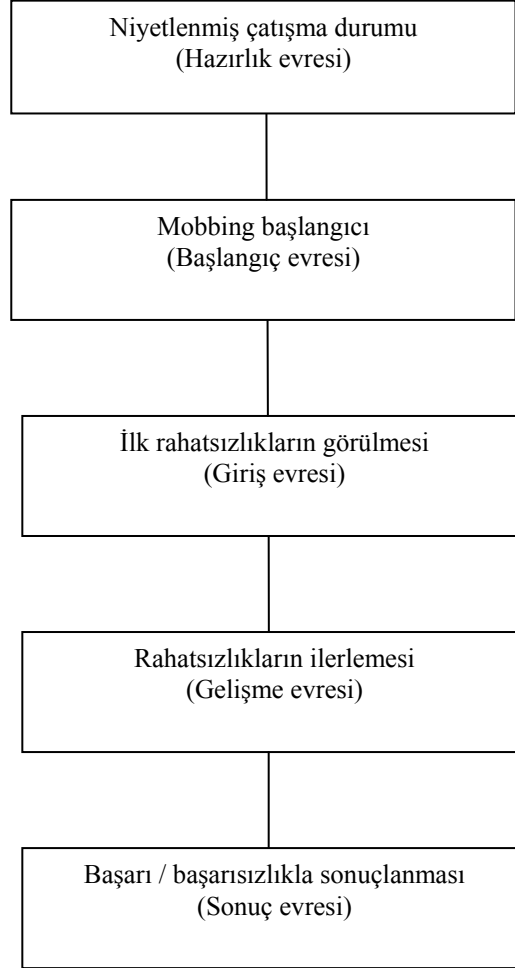 Niyetlenmiş çatışma durumu
(Hazırlık evresi)
Mobbing başlangıcı
(Başlangıç evresi)
İlk rahatsızlıkların görülmesi
(Giriş evresi)
Rahatsızlıkların ilerlemesi
(Gelişme evresi)
Başarı / başarısızlıkla sonuçlanması
(Sonuç evresi)